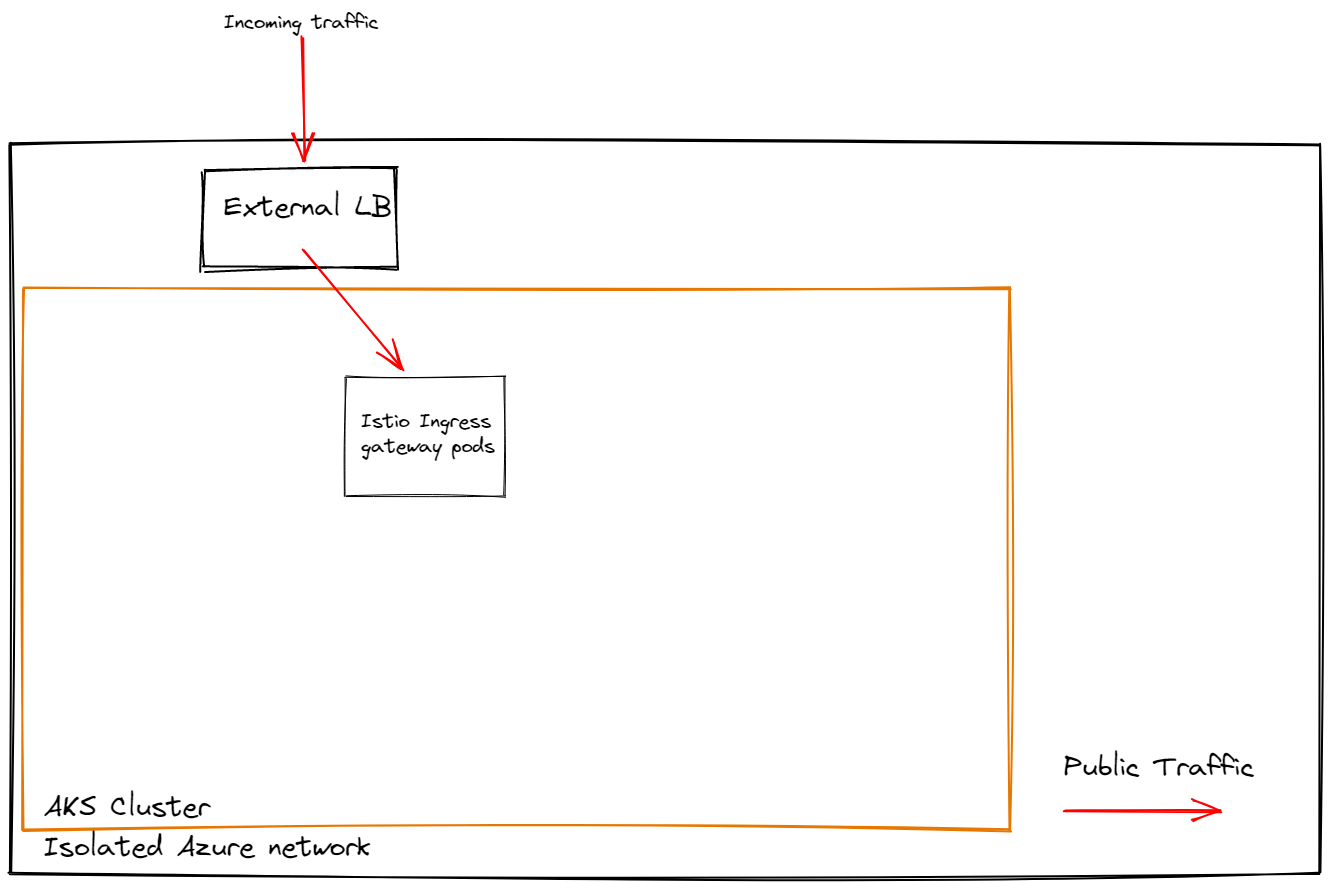 Incoming traffic
External LB
Istio Ingress
gateway pods
Public Traffic
AKS Cluster
Isolated Azure network